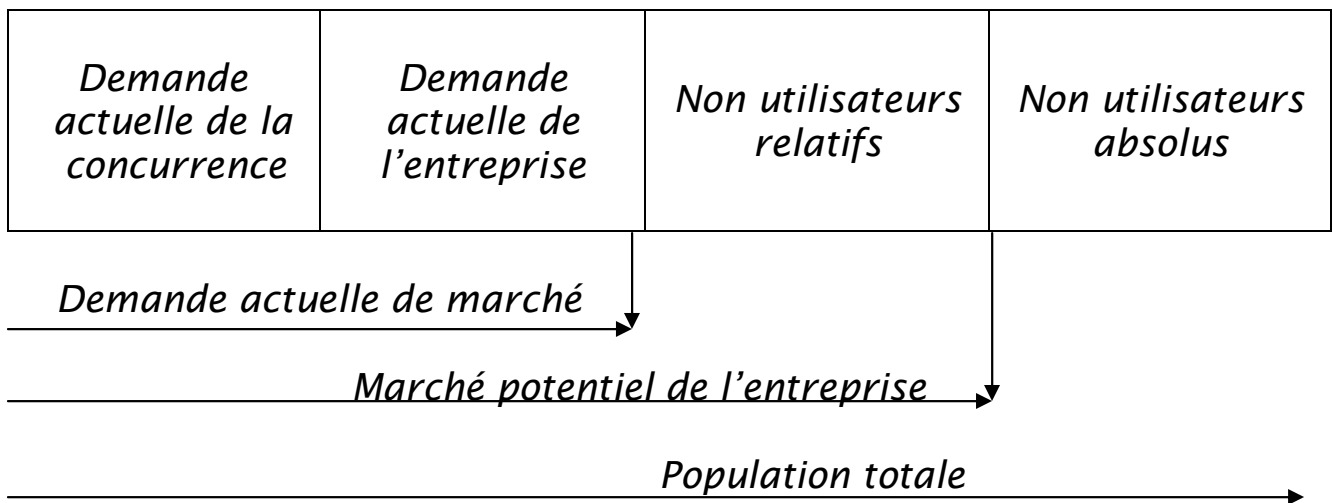 Demande
actuelle de la
concurrence
Demande
actuelle de
l’entreprise
Non utilisateurs
relatifs
Non utilisateurs
absolus
Demande actuelle de marché
Marché potentiel de l’entreprise
Population totale